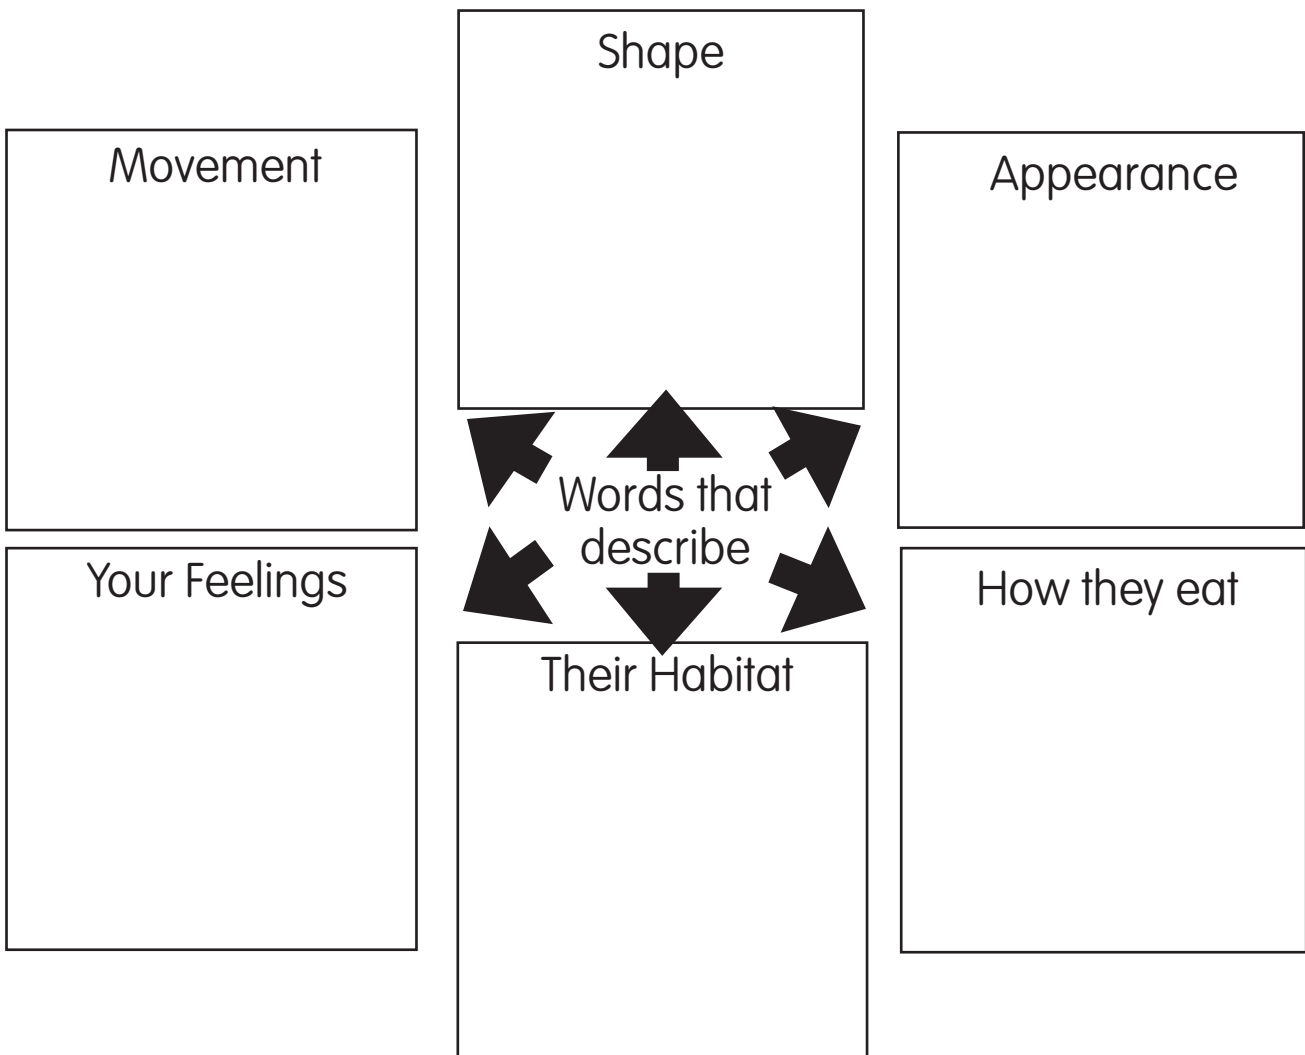 Shape
Movement
Appearance
Words that
describe
Your Feelings
How they eat
Their Habitat